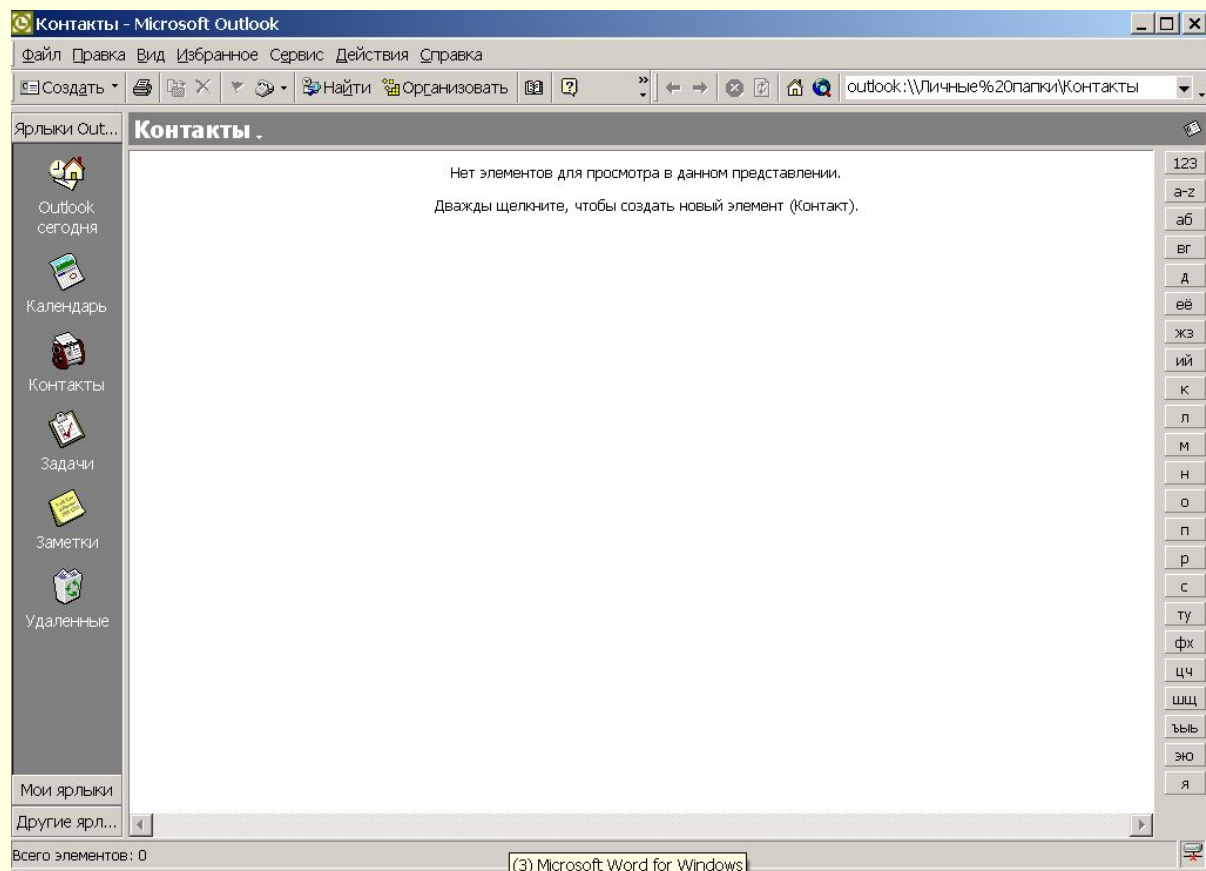 Контакты - Microsoft Outlook
Файл Правка Вид Избранное Сервис Действия Справка
Создать Найти Организовать outlook:\\Личные%20папки\Контакты
Ярлыки Out...
Контакты
Нет элементов для просмотра в данном представлении.
Дважды щелкните, чтобы создать новый элемент (Контакт).
Outlook
сегодня
Календарь
Контакты
Задачи
Заметки
Удаленные
Мои ярлыки
Другие ярл...
123
a-z
аб
вг
д
её
жз
ий
к
л
м
н
о
п
р
с
ту
фх
цч
шщ
ъыь
эю
я
Всего элементов: 0
(3) Microsoft Word for Windows